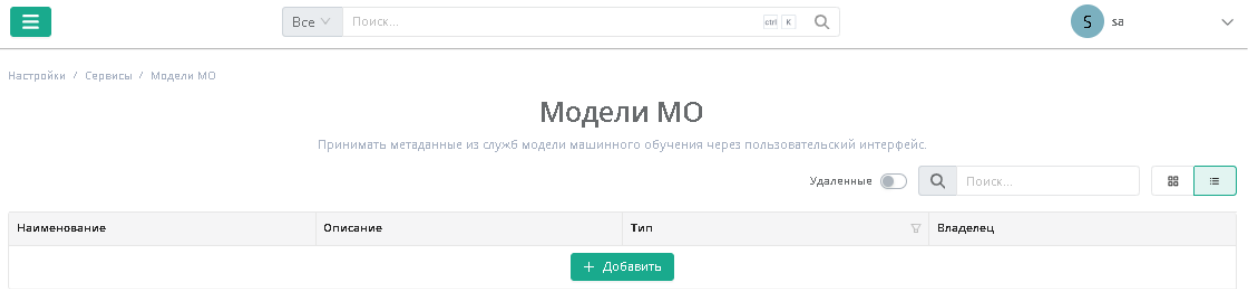 Все Поиск... ctrl K S sa
Настройки / Сервисы / Модели МО
Модели МО
Принимать метаданные из служб модели машинного обучения через пользовательский интерфейс.
Удаленные Поиск...
Наименование Описание Тип Владелец
+ Добавить